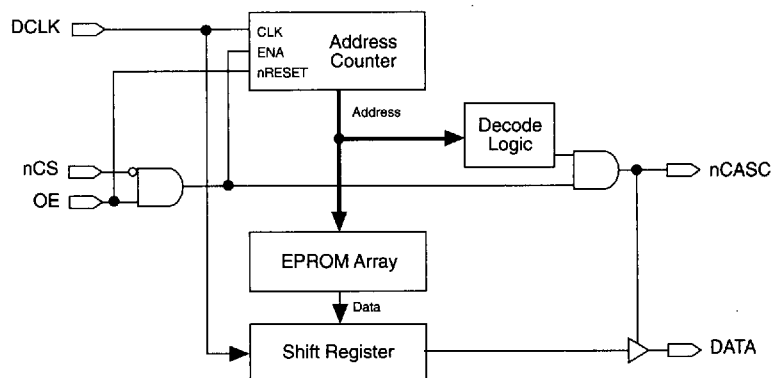 DCLK
CLK
ENA
nRESET
Address
Counter
Address
Decode
Logic
nCS
OE
nCASC
EPROM Array
Data
Shift Register
DATA